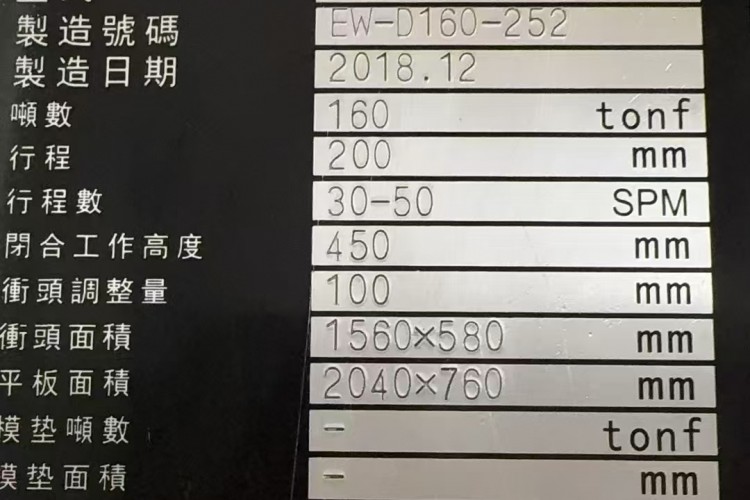 製造號碼 EW-D160-252
製造日期 2018.12
噸數 160 tonf
行程 200 mm
行程數 30-50 SPM
閉合工作高度 450 mm
衝頭調整量 100 mm
衝頭面積 1560×580 mm
平板面積 2040×760 mm
模墊噸數 - tonf
模墊面積 - mm